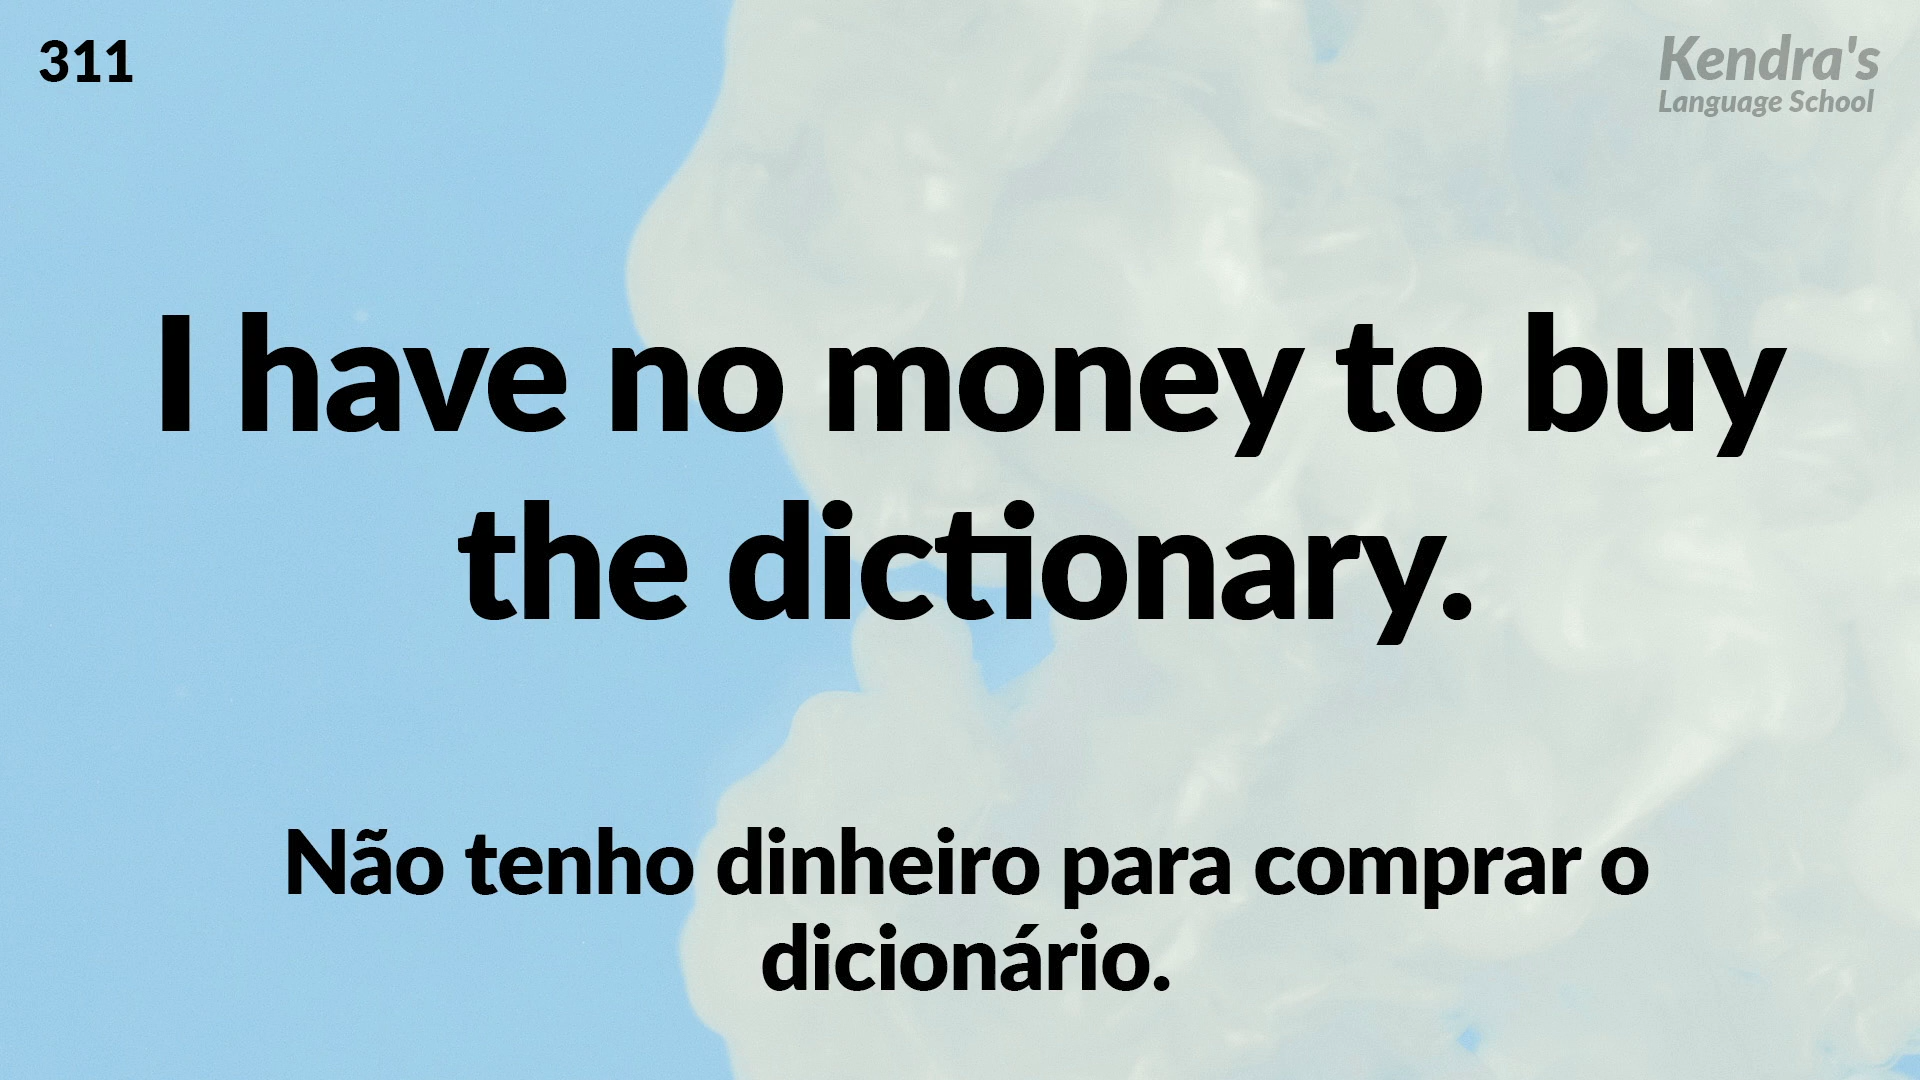 311
Kendra's
Language School
I have no money to buy
the dictionary.
Não tenho dinheiro para comprar o
dicionário.